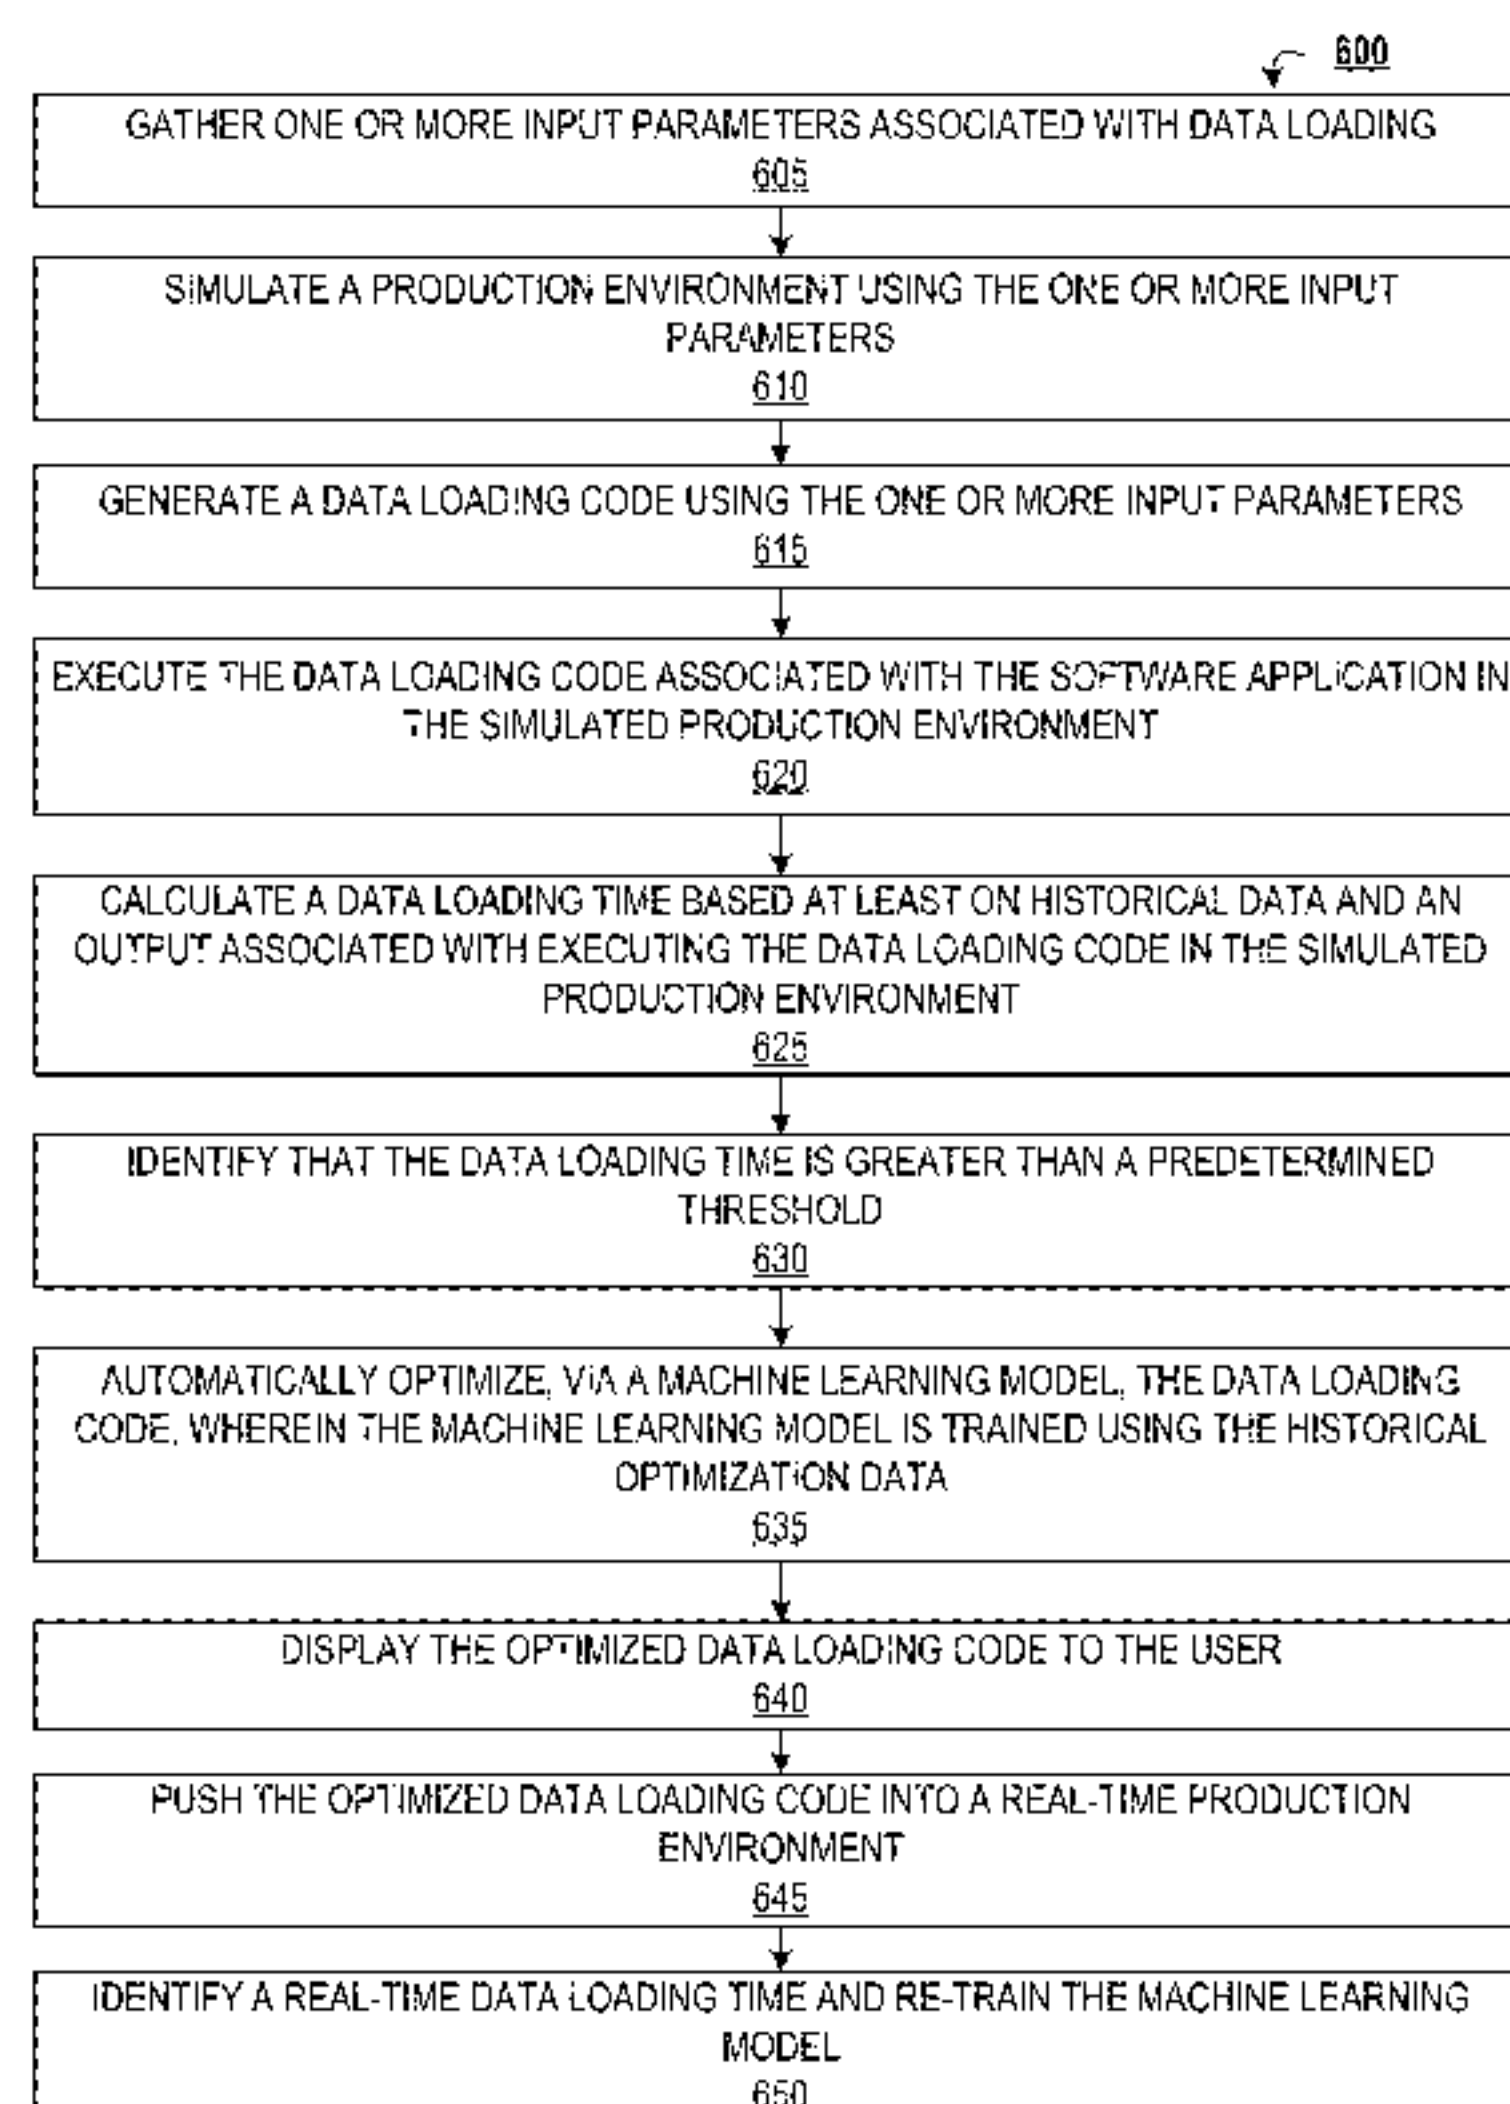 600
GATHER ONE OR MORE INPUT PARAMETERS ASSOCIATED WITH DATA LOADING
605
SIMULATE A PRODUCTION ENVIRONMENT USING THE ONE OR MORE INPUT
PARAMETERS
610
GENERATE A DATA LOADING CODE USING THE ONE OR MORE INPUT PARAMETERS
615
EXECUTE THE DATA LOADING CODE ASSOCIATED WITH THE SOFTWARE APPLICATION IN
THE SIMULATED PRODUCTION ENVIRONMENT
620
CALCULATE A DATA LOADING TIME BASED AT LEAST ON HISTORICAL DATA AND AN
OUTPUT ASSOCIATED WITH EXECUTING THE DATA LOADING CODE IN THE SIMULATED
PRODUCTION ENVIRONMENT
625
IDENTIFY THAT THE DATA LOADING TIME IS GREATER THAN A PREDETERMINED
THRESHOLD
630
AUTOMATICALLY OPTIMIZE, VIA A MACHINE LEARNING MODEL, THE DATA LOADING
CODE, WHEREIN THE MACHINE LEARNING MODEL IS TRAINED USING THE HISTORICAL
OPTIMIZATION DATA
635
DISPLAY THE OPTIMIZED DATA LOADING CODE TO THE USER
640
PUSH THE OPTIMIZED DATA LOADING CODE INTO A REAL-TIME PRODUCTION
ENVIRONMENT
645
IDENTIFY A REAL-TIME DATA LOADING TIME AND RE-TRAIN THE MACHINE LEARNING
MODEL
650